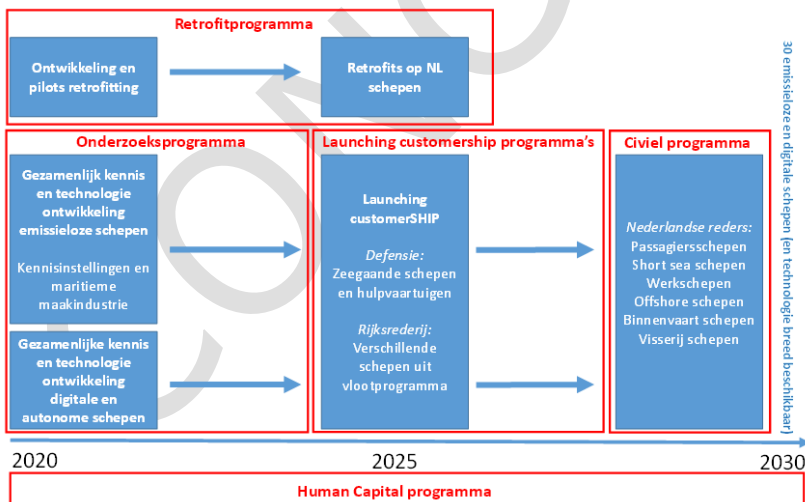 Retrofitprogramma
Ontwikkeling en
pilots retrofitting
Retrofits op NL
schepen
Onderzoeksprogramma
Gezamenlijk kennis
en technologie
ontwikkeling
emissieloze schepen
Kennisinstellingen en
maritieme
maakindustrie
Gezamenlijke kennis
en technologie
ontwikkeling
digitale en
autonome schepen
Launching customership programma's
Launching
customerSHIP
Defensie:
Zeegaande schepen
en hulpvaartuigen
Rijksrederij:
Verschillende
schepen uit
vlootprogramma
Civiel programma
Nederlandse reders:
Passagiersschepen
Short sea schepen
Werkschepen
Offshore schepen
Binnenvaart schepen
Visserij schepen
30 emissieloze en digitale schepen (en technologie breed beschikbaar)
2020
2025
2030
Human Capital programma